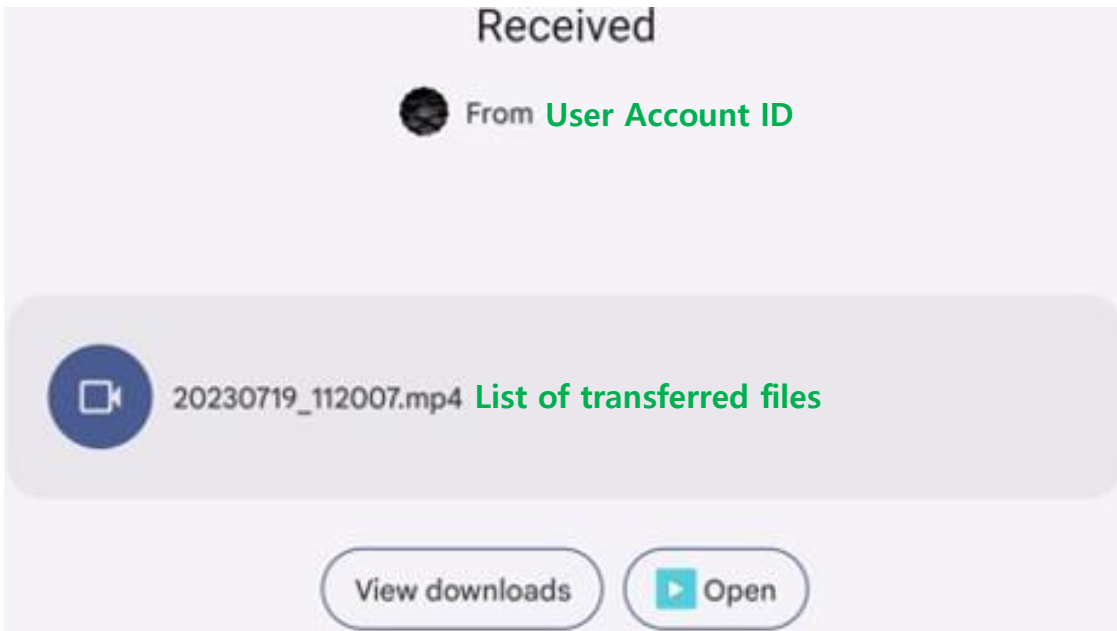 Received
From User Account ID
20230719_112007.mp4 List of transferred files
View downloads Open